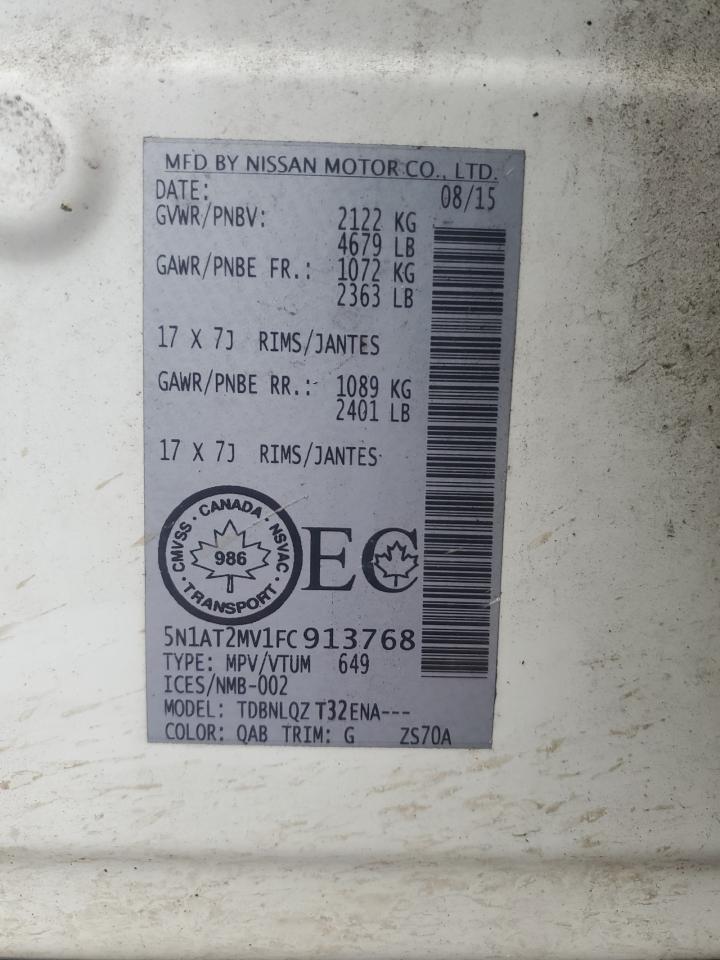 MFD BY NISSAN MOTOR CO., LTD.
DATE: 08/15
GVWR/PNBV: 2122 KG
4679 LB
GAWR/PNBE FR.: 1072 KG
2363 LB
17 X 7J RIMS/JANTES
GAWR/PNBE RR.: 1089 KG
2401 LB
17 X 7J RIMS/JANTES
CMVSS · CANADA · NSVAC
986
· TRANSPORT ·
EC
5N1AT2MV1FC913768
TYPE: MPV/VTUM 649
ICES/NMB-002
MODEL: TDBNLQZ T32ENA---
COLOR: QAB TRIM: G ZS70A